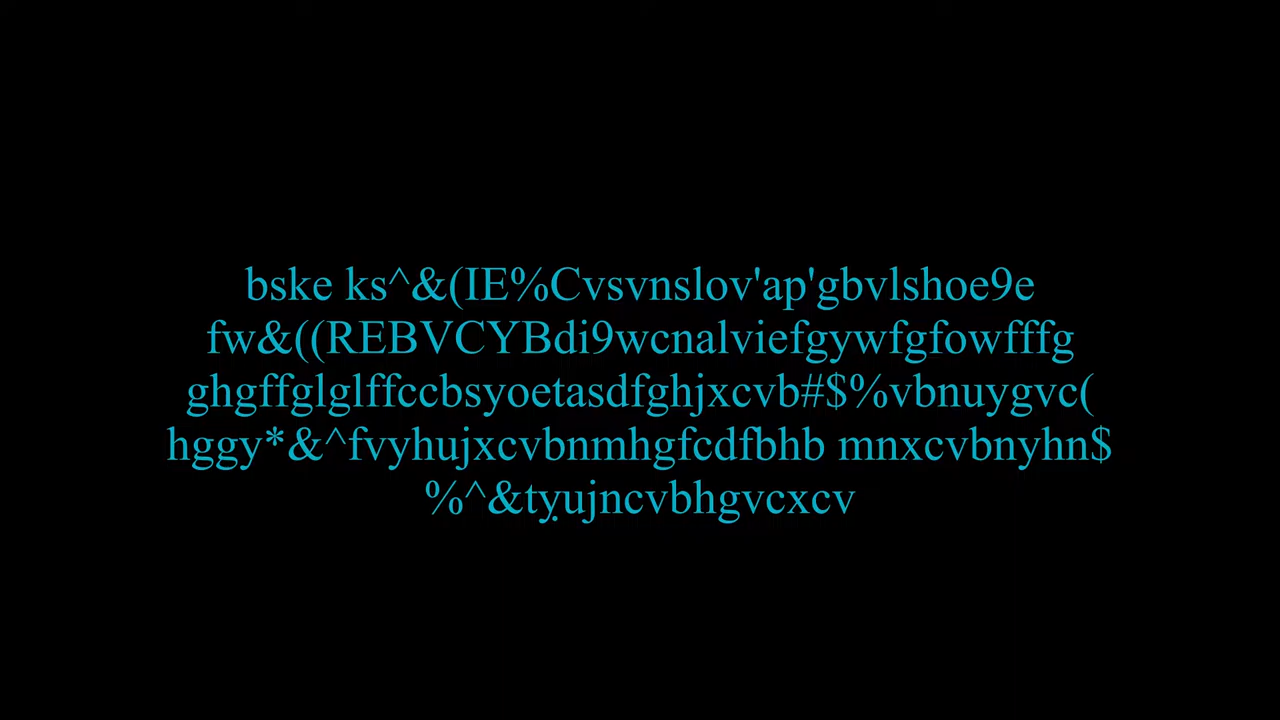 bske ks^&(IE%Cvsvnslov'ap'gbvlshoe9e
fw&((REBVCYBdi9wcnalviefgywfgfowfffg
ghgffglglffccbsyoetasdfghjxcvb#$%vbnuygvc(
hggy*&^fvyhujxcvbnmhgfcdfbhb mnxcvbnyhn$
%^&tyujncvbhgvcxcv